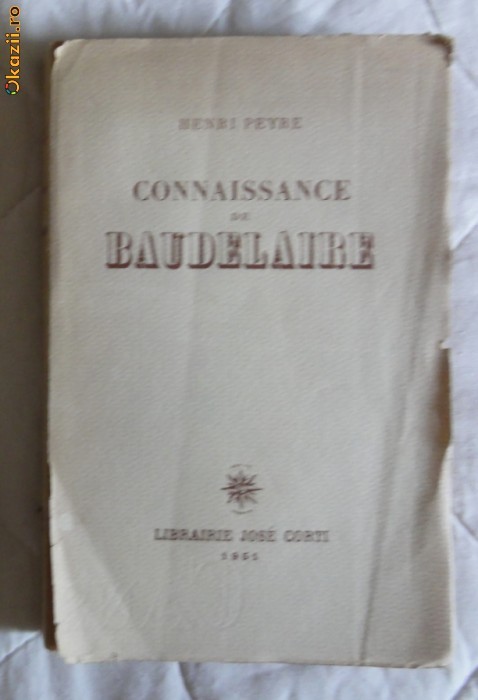 Okazii.ro
HENRI PEYRE
CONNAISSANCE
DE
BAUDELAIRE
LIBRAIRIE JOSÉ CORTI
1951